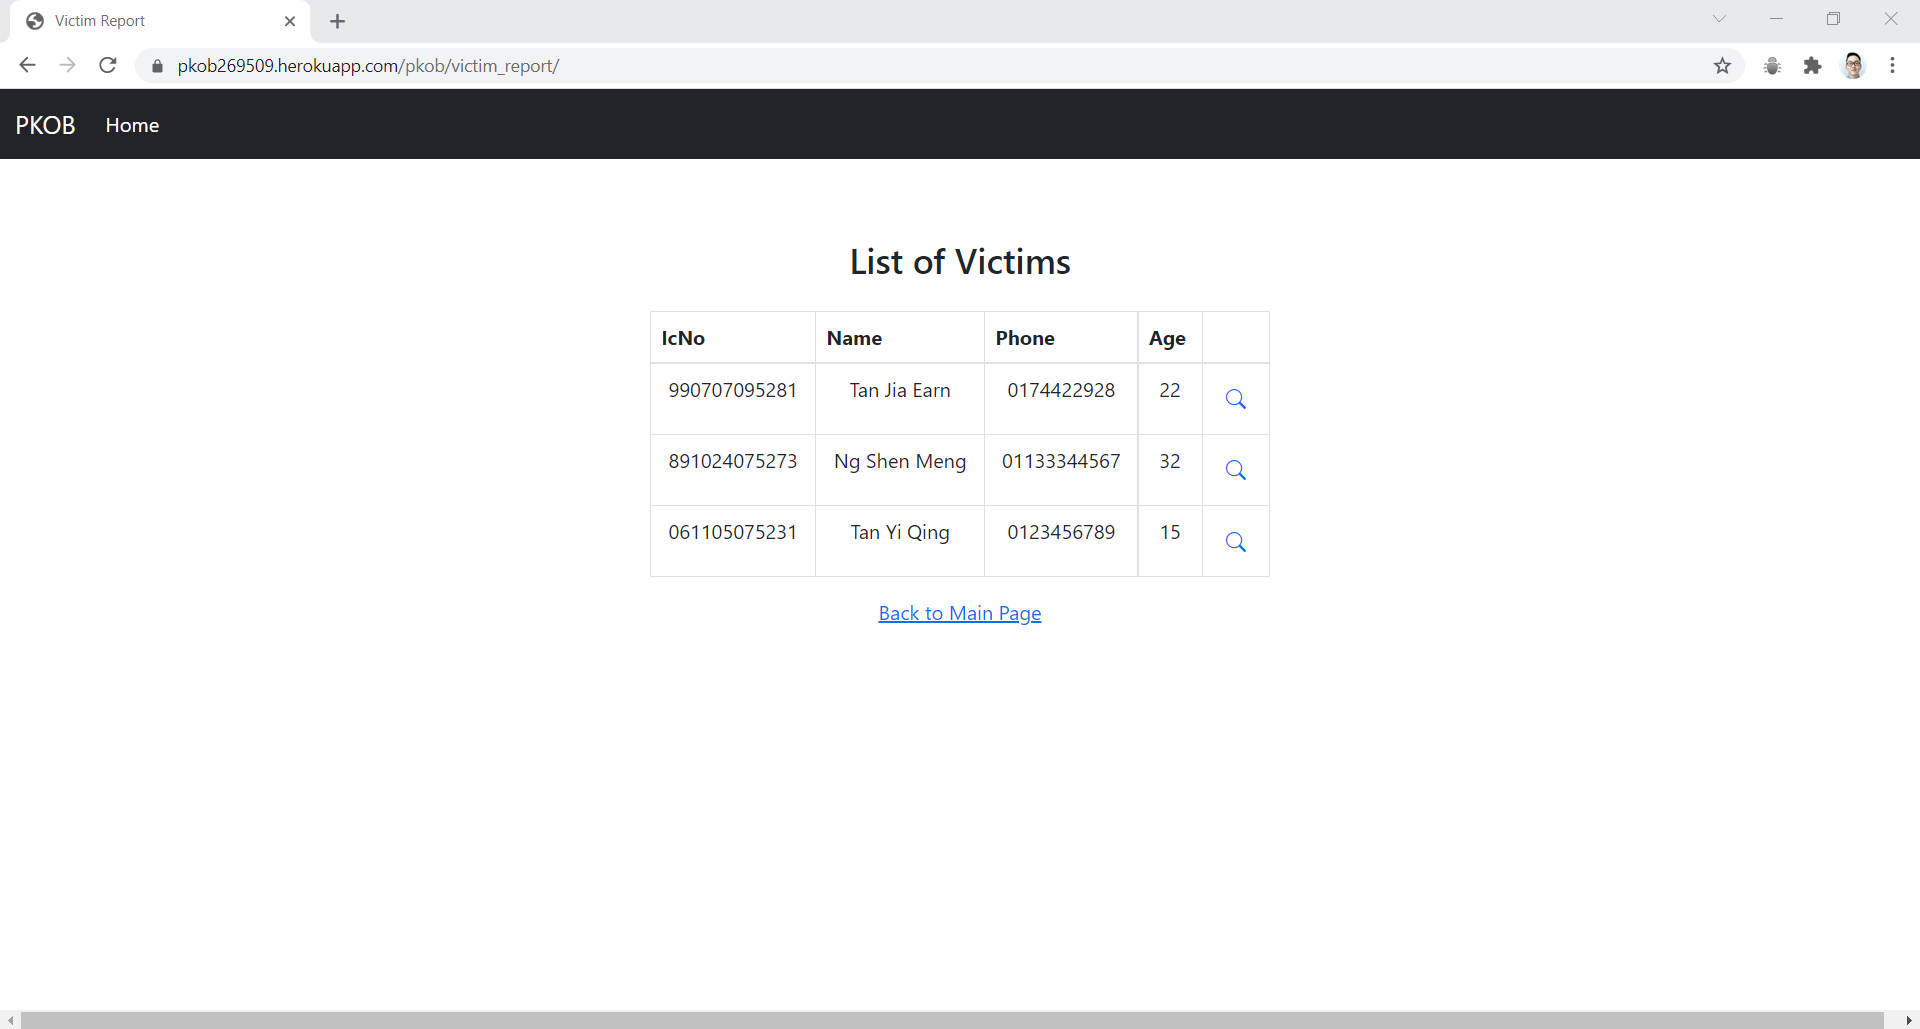 Victim Report
pkob269509.herokuapp.com/pkob/victim_report/
PKOB Home
List of Victims
IcNo Name Phone Age
990707095281 Tan Jia Earn 0174422928 22
891024075273 Ng Shen Meng 01133344567 32
061105075231 Tan Yi Qing 0123456789 15
Back to Main Page